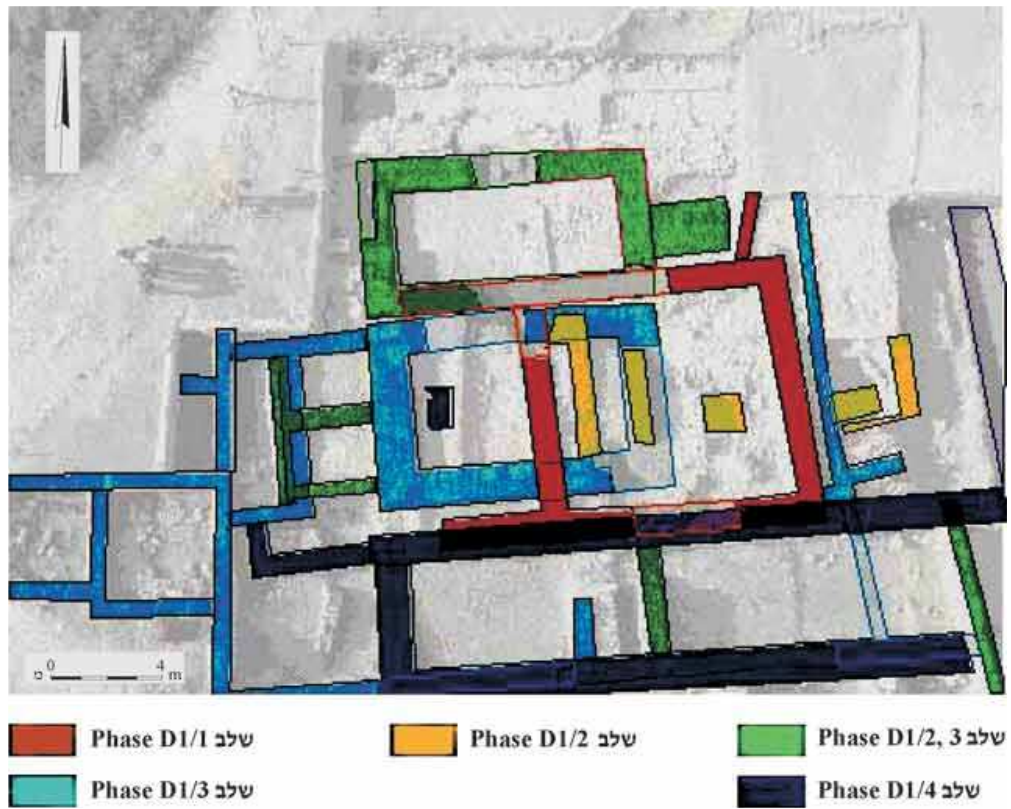 מ 0 4 m
Phase D1/1 שלב
Phase D1/2 שלב
Phase D1/2, 3 שלב
Phase D1/3 שלב
Phase D1/4 שלב